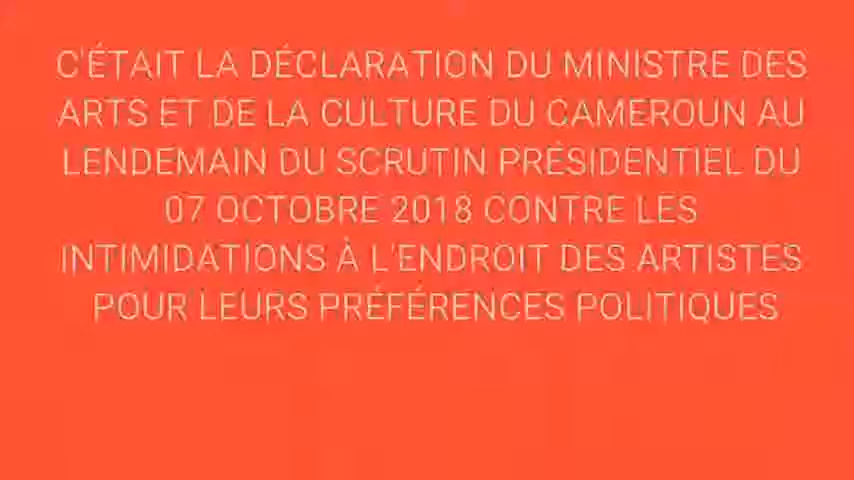 C'ÉTAIT LA DÉCLARATION DU MINISTRE DES
ARTS ET DE LA CULTURE DU CAMEROUN AU
LENDEMAIN DU SCRUTIN PRÉSIDENTIEL DU
07 OCTOBRE 2018 CONTRE LES
INTIMIDATIONS À L'ENDROIT DES ARTISTES
POUR LEURS PRÉFÉRENCES POLITIQUES